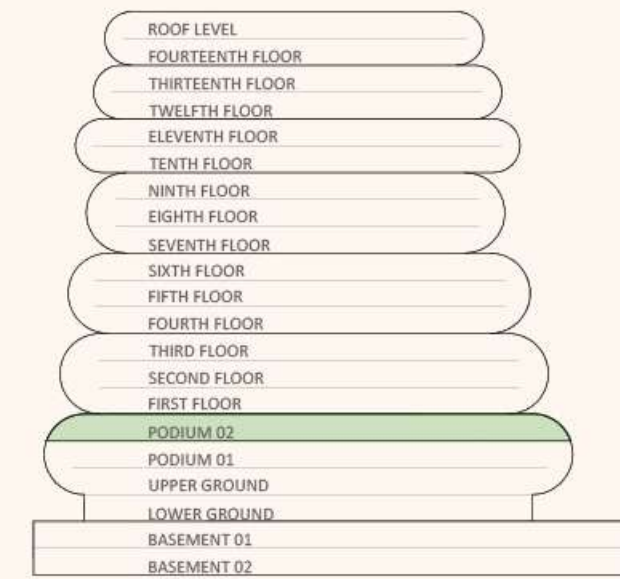 ROOF LEVEL
FOURTEENTH FLOOR
THIRTEENTH FLOOR
TWELFTH FLOOR
ELEVENTH FLOOR
TENTH FLOOR
NINTH FLOOR
EIGHTH FLOOR
SEVENTH FLOOR
SIXTH FLOOR
FIFTH FLOOR
FOURTH FLOOR
THIRD FLOOR
SECOND FLOOR
FIRST FLOOR
PODIUM 02
PODIUM 01
UPPER GROUND
LOWER GROUND
BASEMENT 01
BASEMENT 02